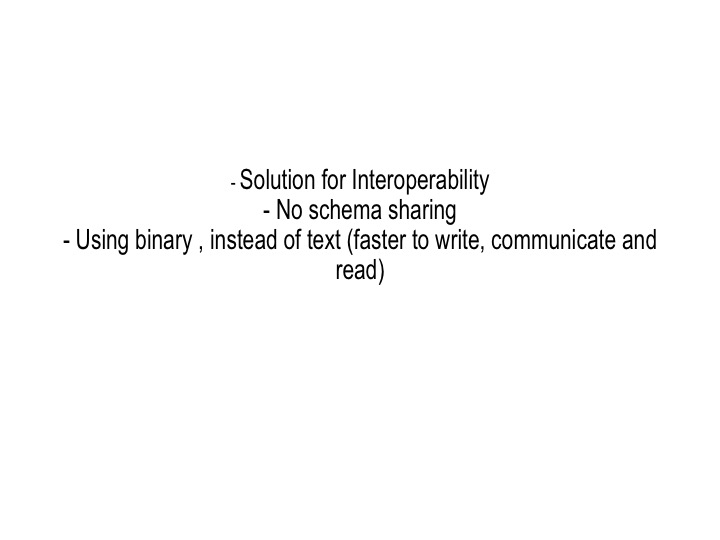 - Solution for Interoperability
- No schema sharing
- Using binary , instead of text (faster to write, communicate and
read)